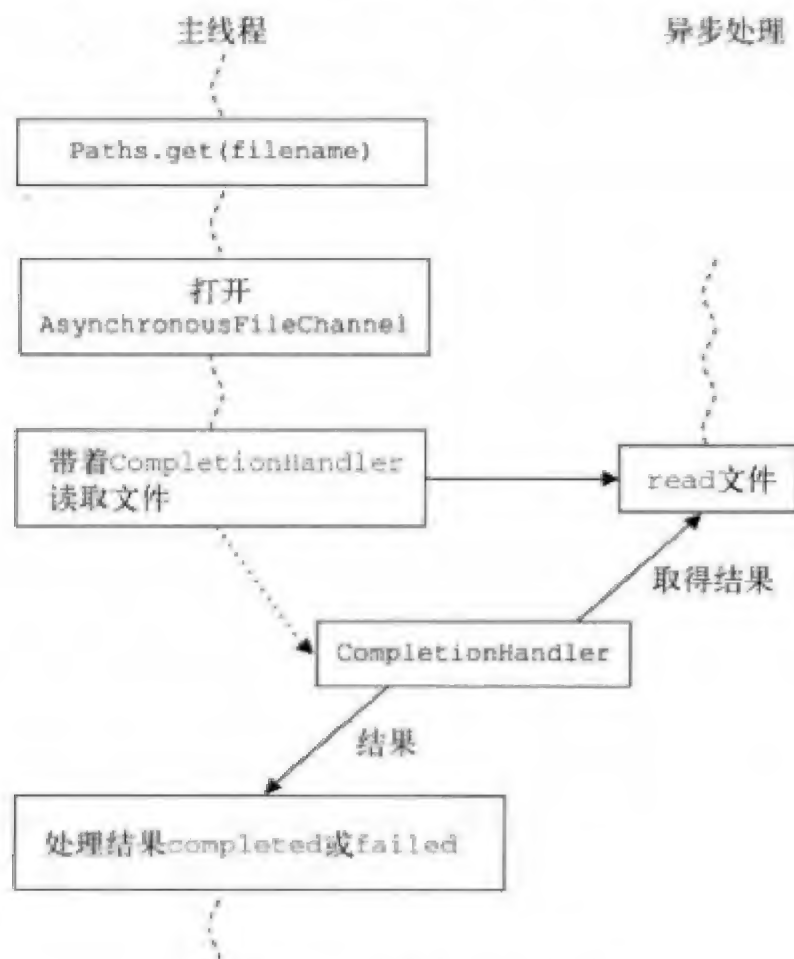 主线程
异步处理
Paths.get(filename)
打开
AsynchronousFileChannel
带着CompletionHandler
读取文件
read文件
取得结果
CompletionHandler
结果
处理结果completed或failed